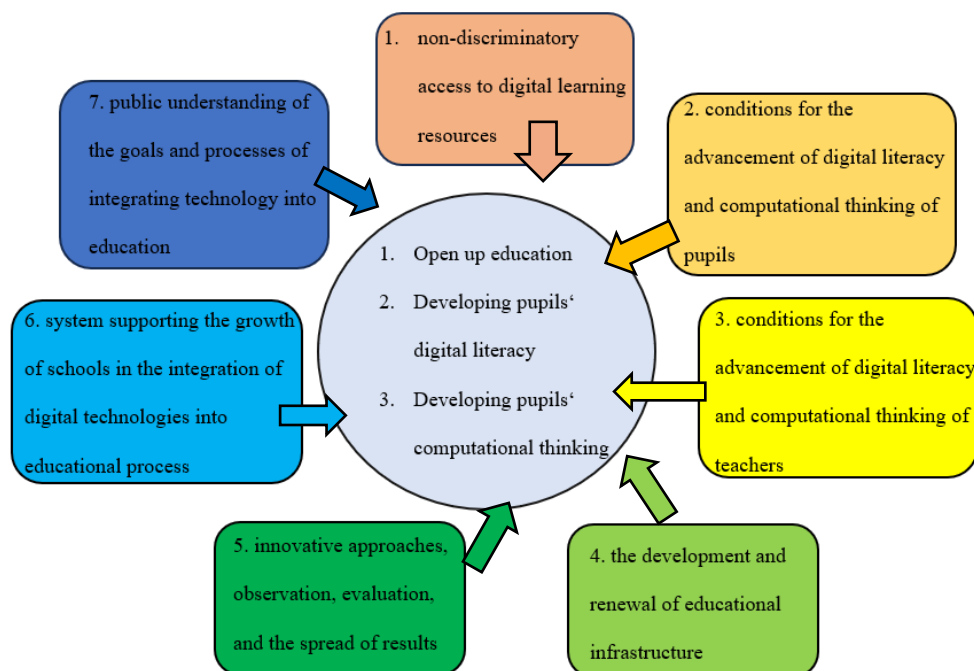 1. non-discriminatory
access to digital learning
resources
2. conditions for the
advancement of digital literacy
and computational thinking of
pupils
3. conditions for the
advancement of digital literacy
and computational thinking of
teachers
4. the development and
renewal of educational
infrastructure
5. innovative approaches,
observation, evaluation,
and the spread of results
6. system supporting the growth
of schools in the integration of
digital technologies into
educational process
7. public understanding of
the goals and processes of
integrating technology into
education
1. Open up education
2. Developing pupils‘
digital literacy
3. Developing pupils‘
computational thinking